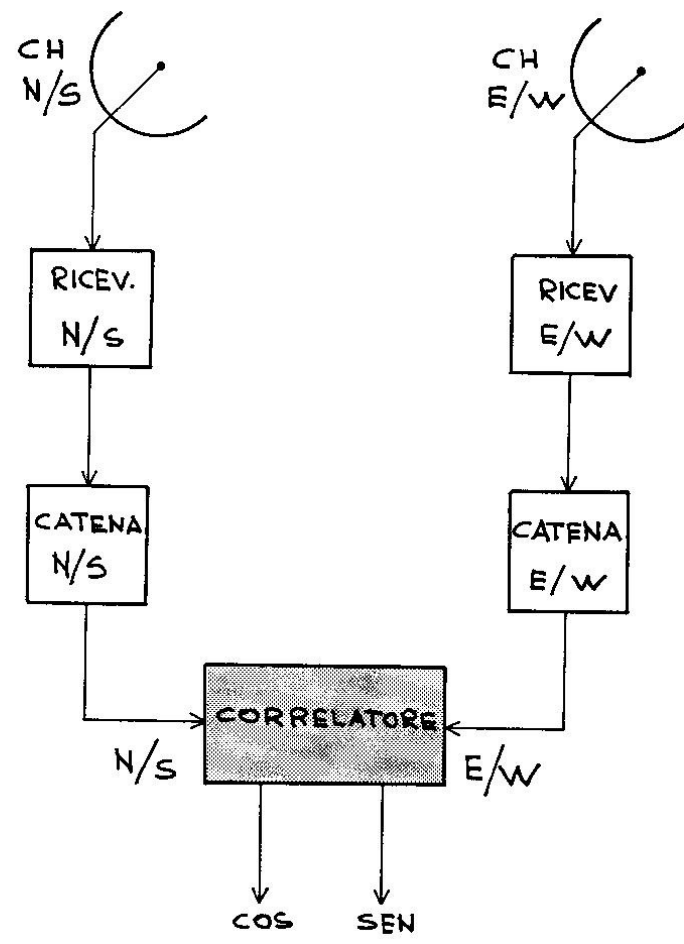 CH
N/S
CH
E/W
RICEV.
N/S
RICEV
E/W
CATENA
N/S
CATENA
E/W
CORRELATORE
N/S
E/W
COS
SEN